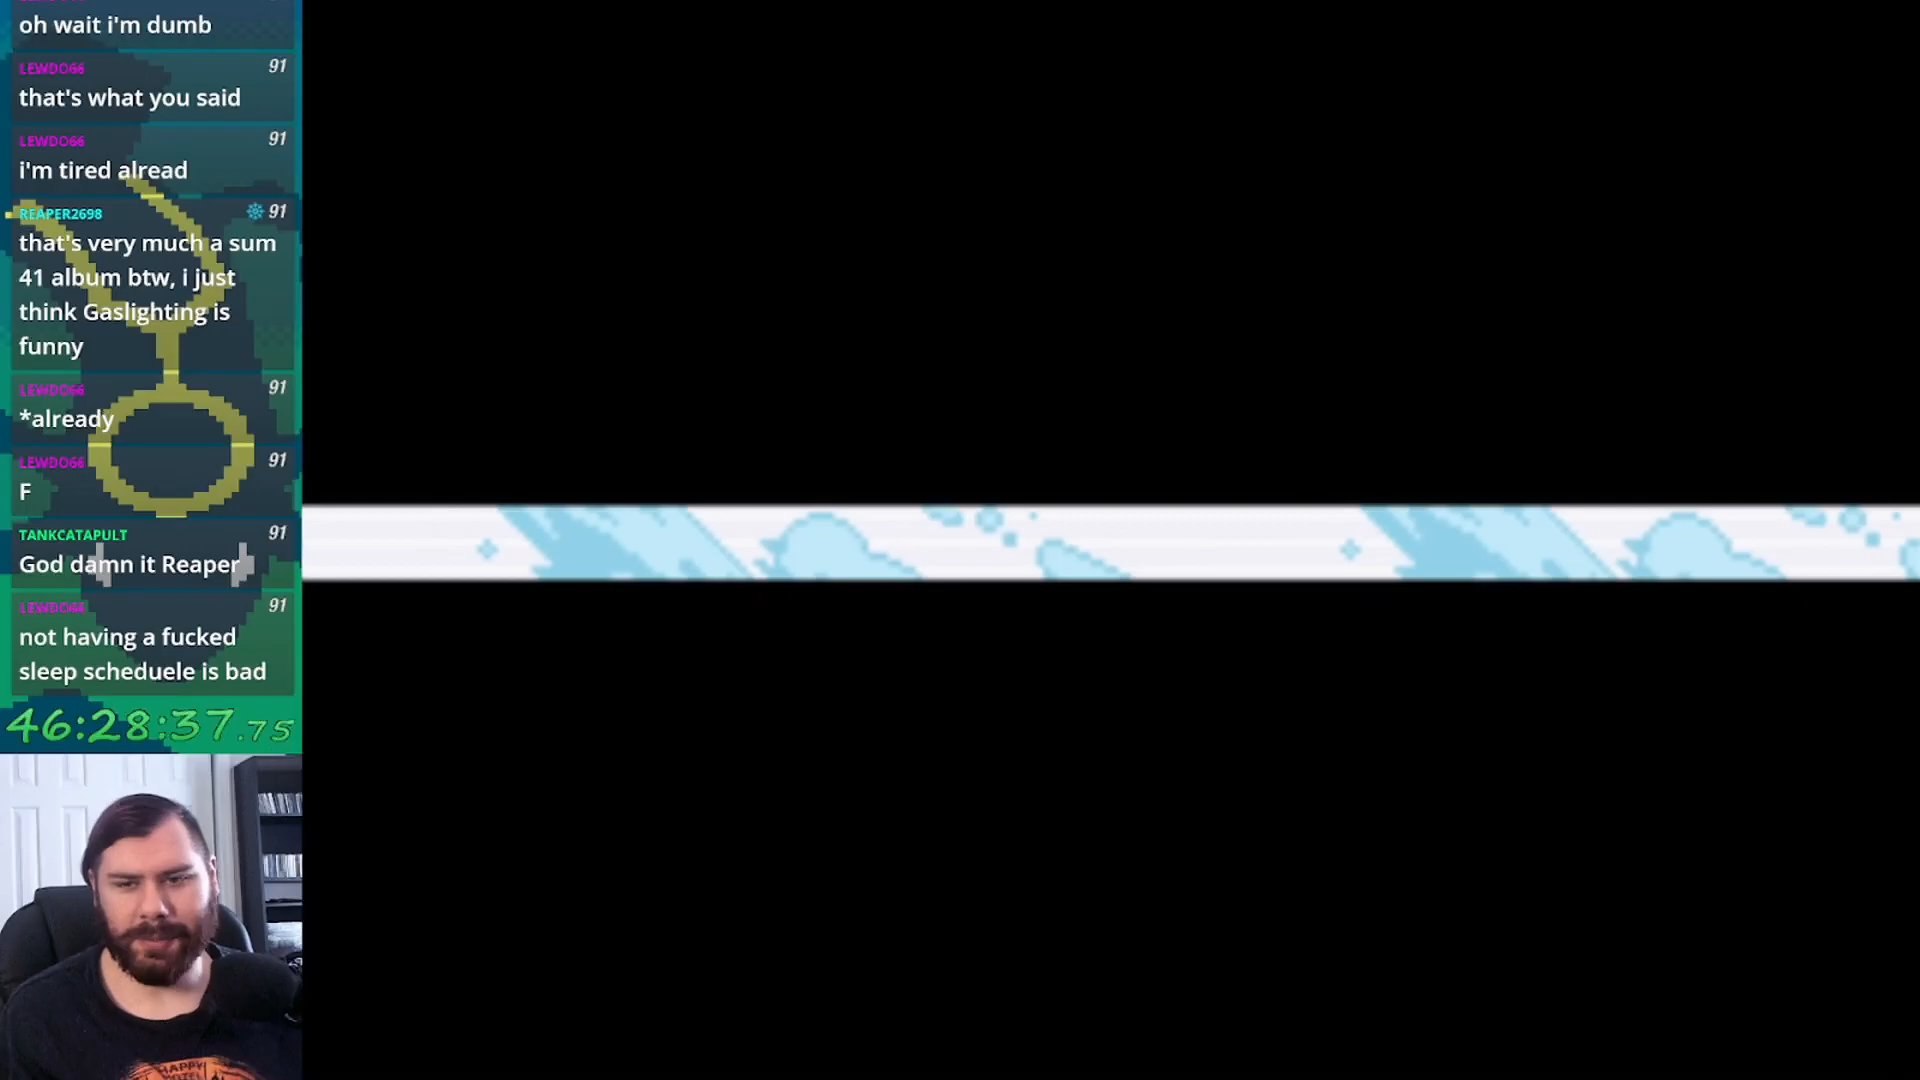 oh wait i'm dumb
LEWDO66 91
that's what you said
LEWDO66 91
i'm tired alread
REAPER2698 91
that's very much a sum
41 album btw, i just
think Gaslighting is
funny
LEWDO66 91
*already
LEWDO66 91
F
TANKCATAPULT 91
God damn it Reaper
LEWDO66 91
not having a fucked
sleep scheduele is bad
46:28:37.75
HAPPY